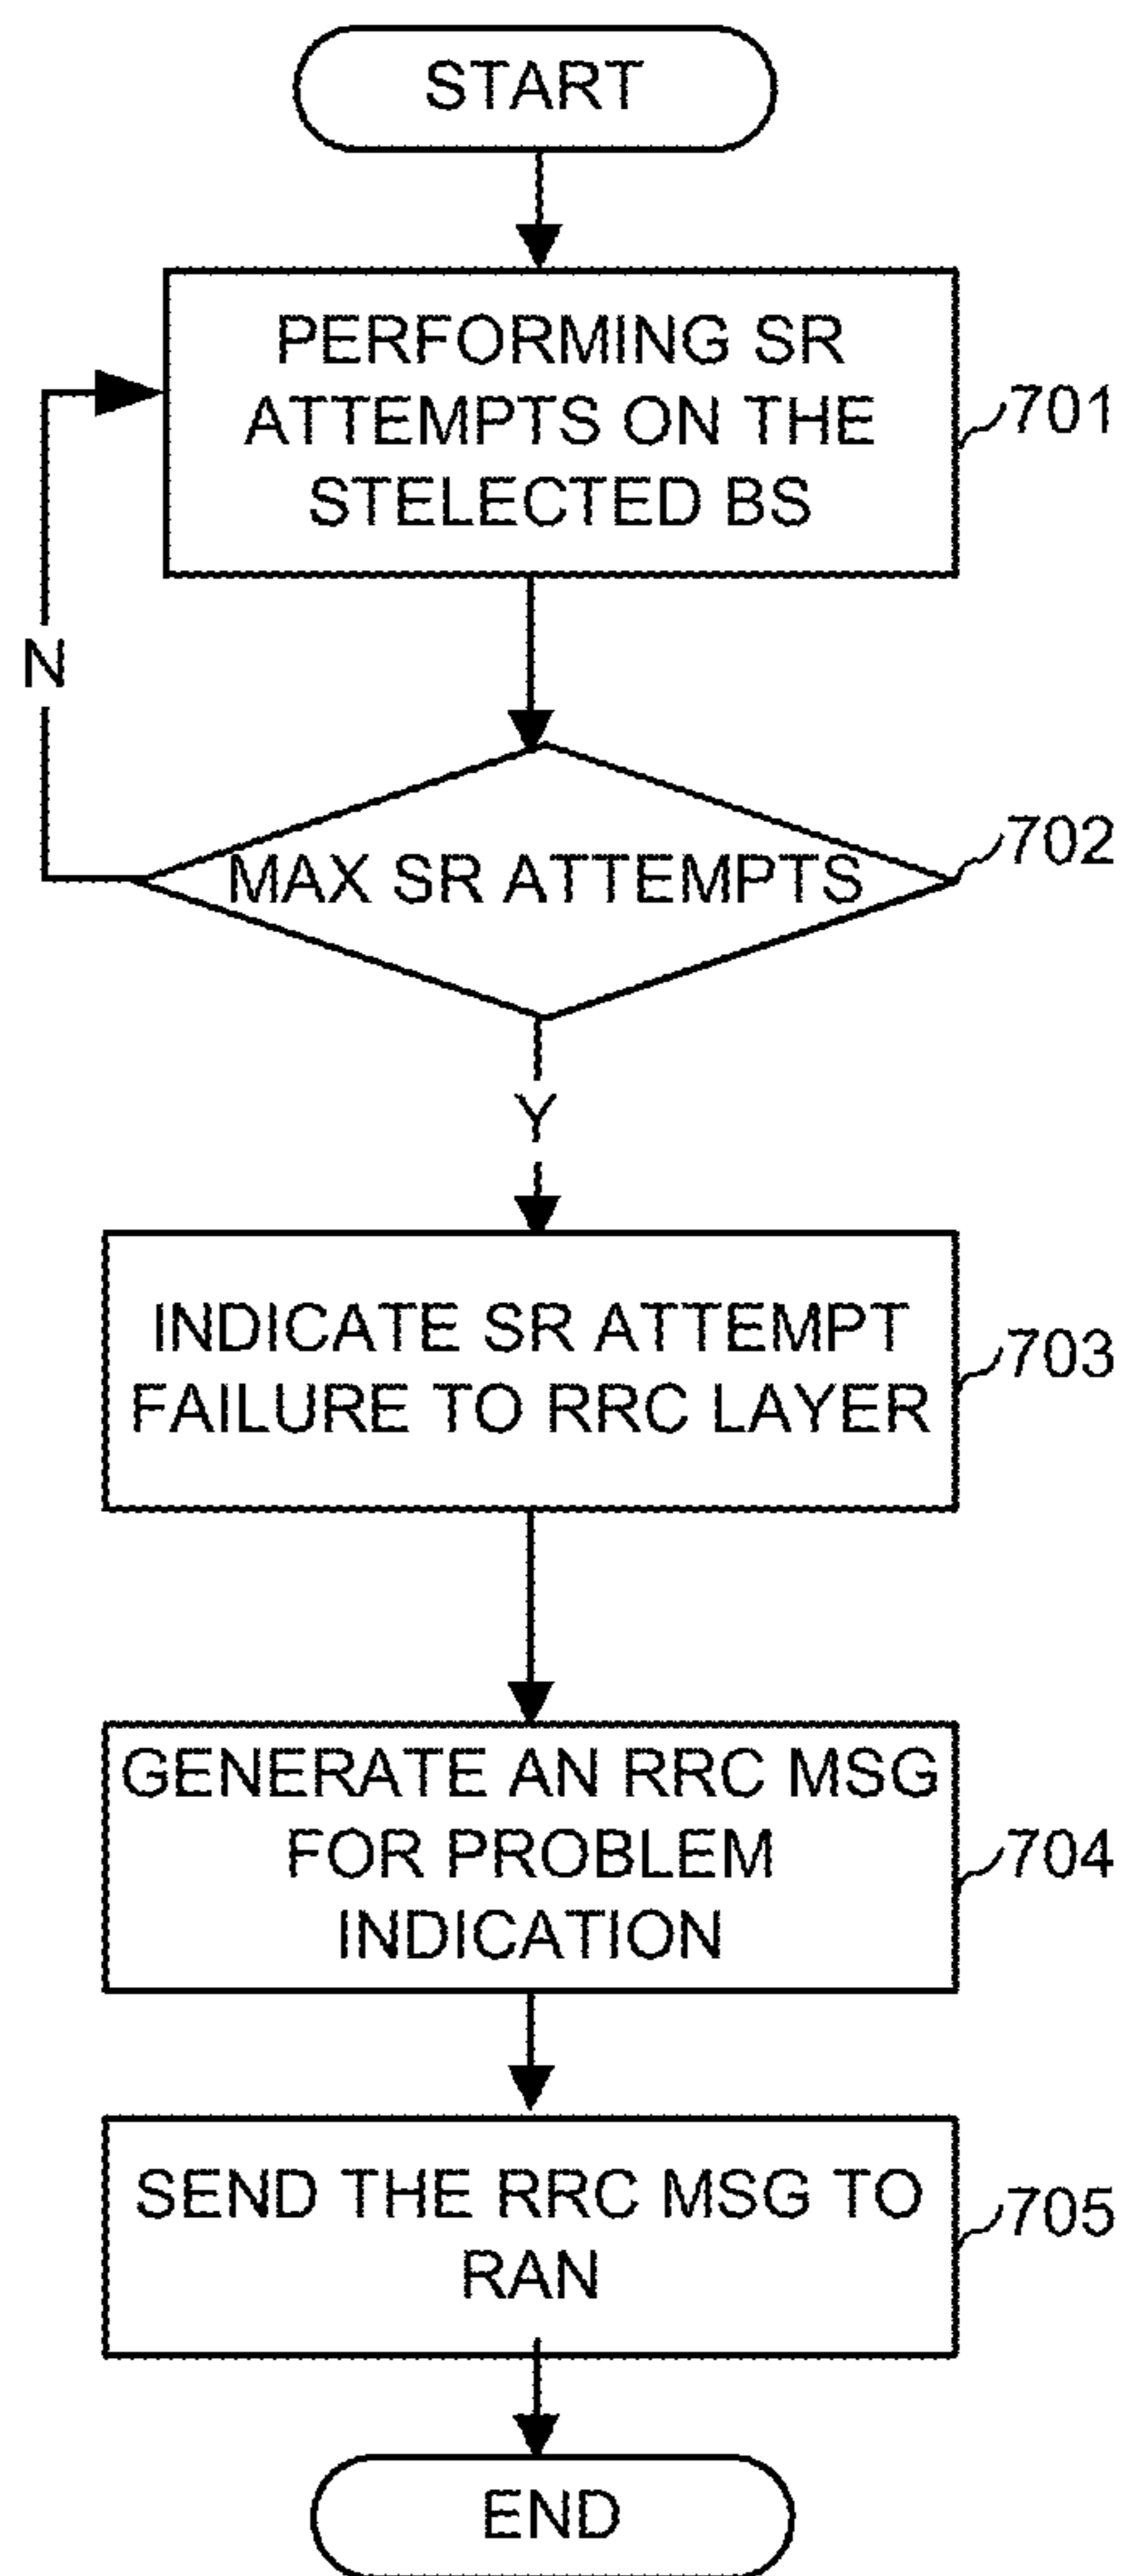 START
PERFORMING SR
ATTEMPTS ON THE
STELECTED BS
701
N
MAX SR ATTEMPTS
702
Y
INDICATE SR ATTEMPT
FAILURE TO RRC LAYER
703
GENERATE AN RRC MSG
FOR PROBLEM
INDICATION
704
SEND THE RRC MSG TO
RAN
705
END